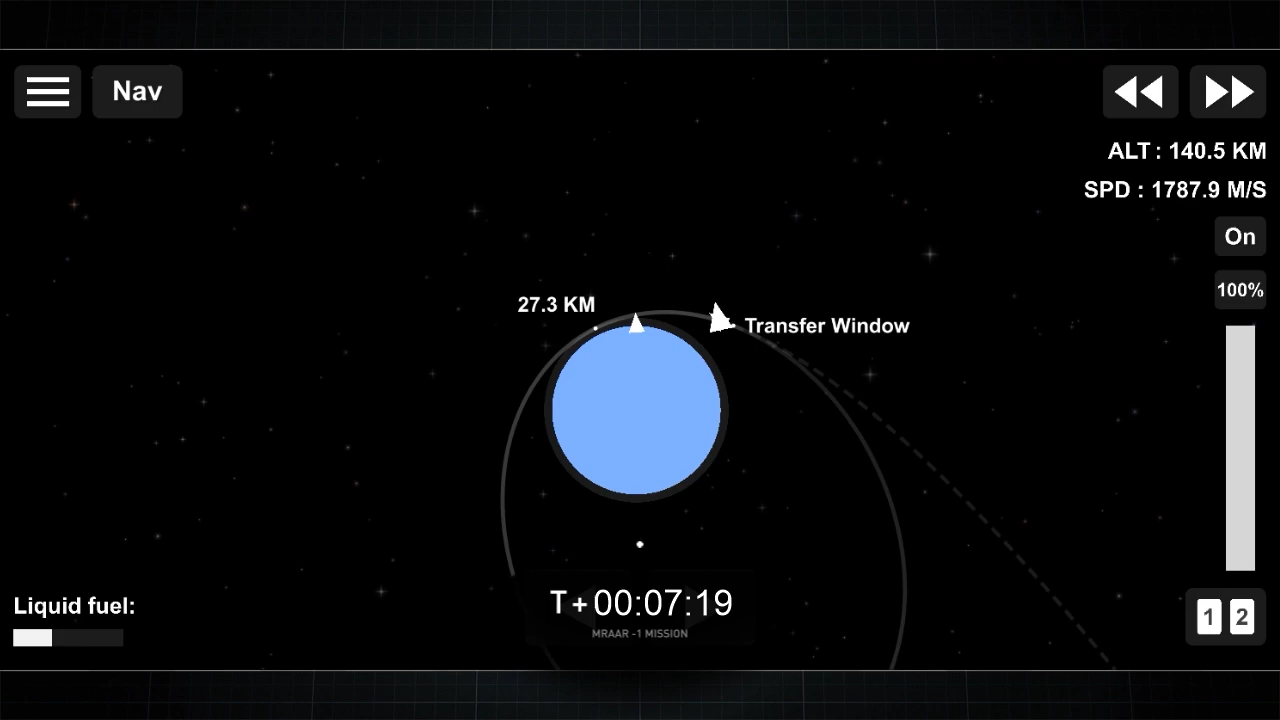 Nav
ALT : 140.5 KM
SPD : 1787.9 M/S
On
100%
27.3 KM
Transfer Window
Liquid fuel:
T+00:07:19
MRAAR -1 MISSION
1 2